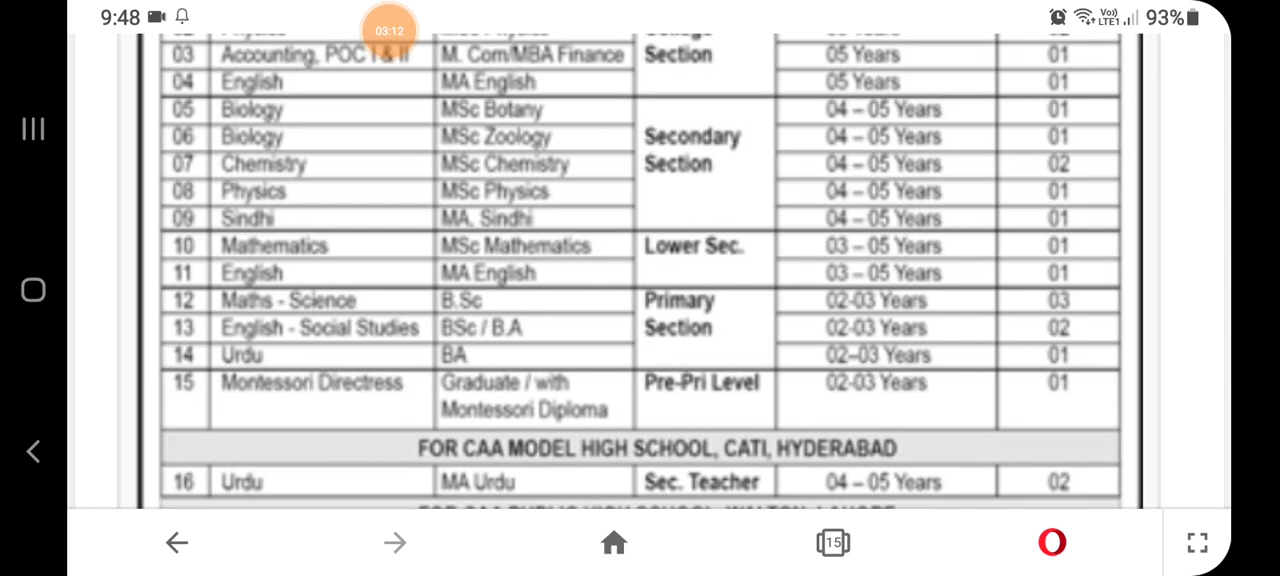 9:48 03:12 Vo) LTE1 93%
03 Accounting, POC I & II M. Com/MBA Finance Section 05 Years 01
04 English MA English 05 Years 01
05 Biology MSc Botany 04 – 05 Years 01
06 Biology MSc Zoology Secondary 04 – 05 Years 01
07 Chemistry MSc Chemistry Section 04 – 05 Years 02
08 Physics MSc Physics 04 – 05 Years 01
09 Sindhi MA. Sindhi 04 – 05 Years 01
10 Mathematics MSc Mathematics Lower Sec. 03 – 05 Years 01
11 English MA English 03 – 05 Years 01
12 Maths - Science B.Sc Primary 02-03 Years 03
13 English - Social Studies BSc / B.A Section 02-03 Years 02
14 Urdu BA 02–03 Years 01
15 Montessori Directress Graduate / with Pre-Pri Level 02-03 Years 01
Montessori Diploma
FOR CAA MODEL HIGH SCHOOL, CATI, HYDERABAD
16 Urdu MA Urdu Sec. Teacher 04 – 05 Years 02
15